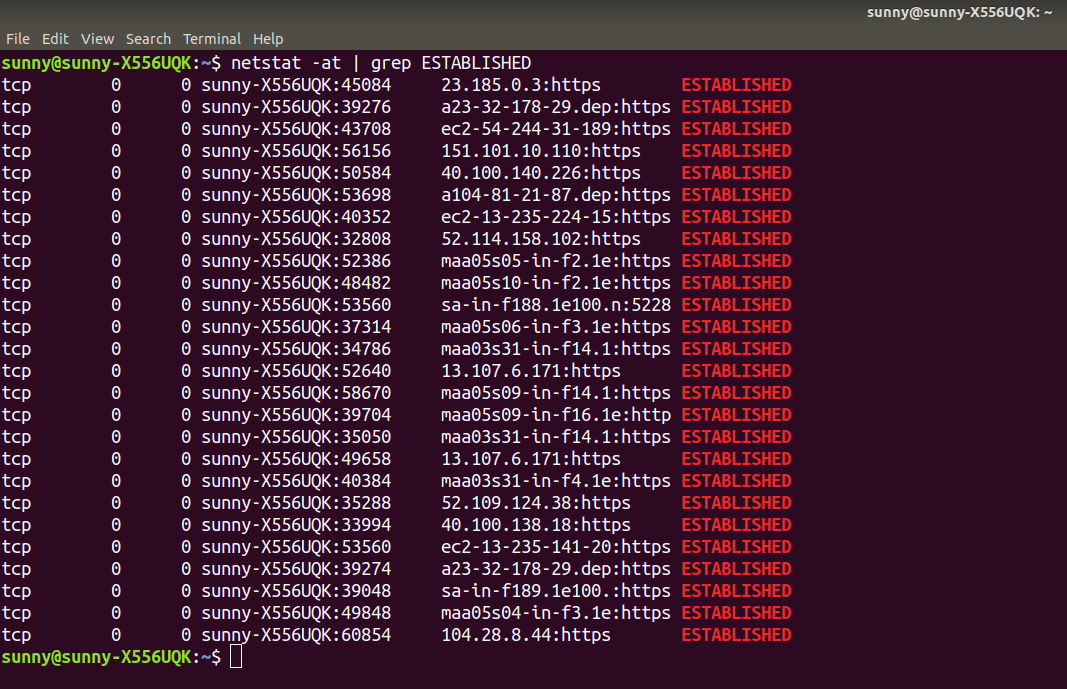 sunny@sunny-X556UQK: ~
File Edit View Search Terminal Help
sunny@sunny-X556UQK:~$ netstat -at | grep ESTABLISHED
tcp 0 0 sunny-X556UQK:45084 23.185.0.3:https ESTABLISHED
tcp 0 0 sunny-X556UQK:39276 a23-32-178-29.dep:https ESTABLISHED
tcp 0 0 sunny-X556UQK:43708 ec2-54-244-31-189:https ESTABLISHED
tcp 0 0 sunny-X556UQK:56156 151.101.10.110:https ESTABLISHED
tcp 0 0 sunny-X556UQK:50584 40.100.140.226:https ESTABLISHED
tcp 0 0 sunny-X556UQK:53698 a104-81-21-87.dep:https ESTABLISHED
tcp 0 0 sunny-X556UQK:40352 ec2-13-235-224-15:https ESTABLISHED
tcp 0 0 sunny-X556UQK:32808 52.114.158.102:https ESTABLISHED
tcp 0 0 sunny-X556UQK:52386 maa05s05-in-f2.1e:https ESTABLISHED
tcp 0 0 sunny-X556UQK:48482 maa05s10-in-f2.1e:https ESTABLISHED
tcp 0 0 sunny-X556UQK:53560 sa-in-f188.1e100.n:5228 ESTABLISHED
tcp 0 0 sunny-X556UQK:37314 maa05s06-in-f3.1e:https ESTABLISHED
tcp 0 0 sunny-X556UQK:34786 maa03s31-in-f14.1:https ESTABLISHED
tcp 0 0 sunny-X556UQK:52640 13.107.6.171:https ESTABLISHED
tcp 0 0 sunny-X556UQK:58670 maa05s09-in-f14.1:https ESTABLISHED
tcp 0 0 sunny-X556UQK:39704 maa05s09-in-f16.1e:http ESTABLISHED
tcp 0 0 sunny-X556UQK:35050 maa03s31-in-f14.1:https ESTABLISHED
tcp 0 0 sunny-X556UQK:49658 13.107.6.171:https ESTABLISHED
tcp 0 0 sunny-X556UQK:40384 maa03s31-in-f4.1e:https ESTABLISHED
tcp 0 0 sunny-X556UQK:35288 52.109.124.38:https ESTABLISHED
tcp 0 0 sunny-X556UQK:33994 40.100.138.18:https ESTABLISHED
tcp 0 0 sunny-X556UQK:53560 ec2-13-235-141-20:https ESTABLISHED
tcp 0 0 sunny-X556UQK:39274 a23-32-178-29.dep:https ESTABLISHED
tcp 0 0 sunny-X556UQK:39048 sa-in-f189.1e100.:https ESTABLISHED
tcp 0 0 sunny-X556UQK:49848 maa05s04-in-f3.1e:https ESTABLISHED
tcp 0 0 sunny-X556UQK:60854 104.28.8.44:https ESTABLISHED
sunny@sunny-X556UQK:~$